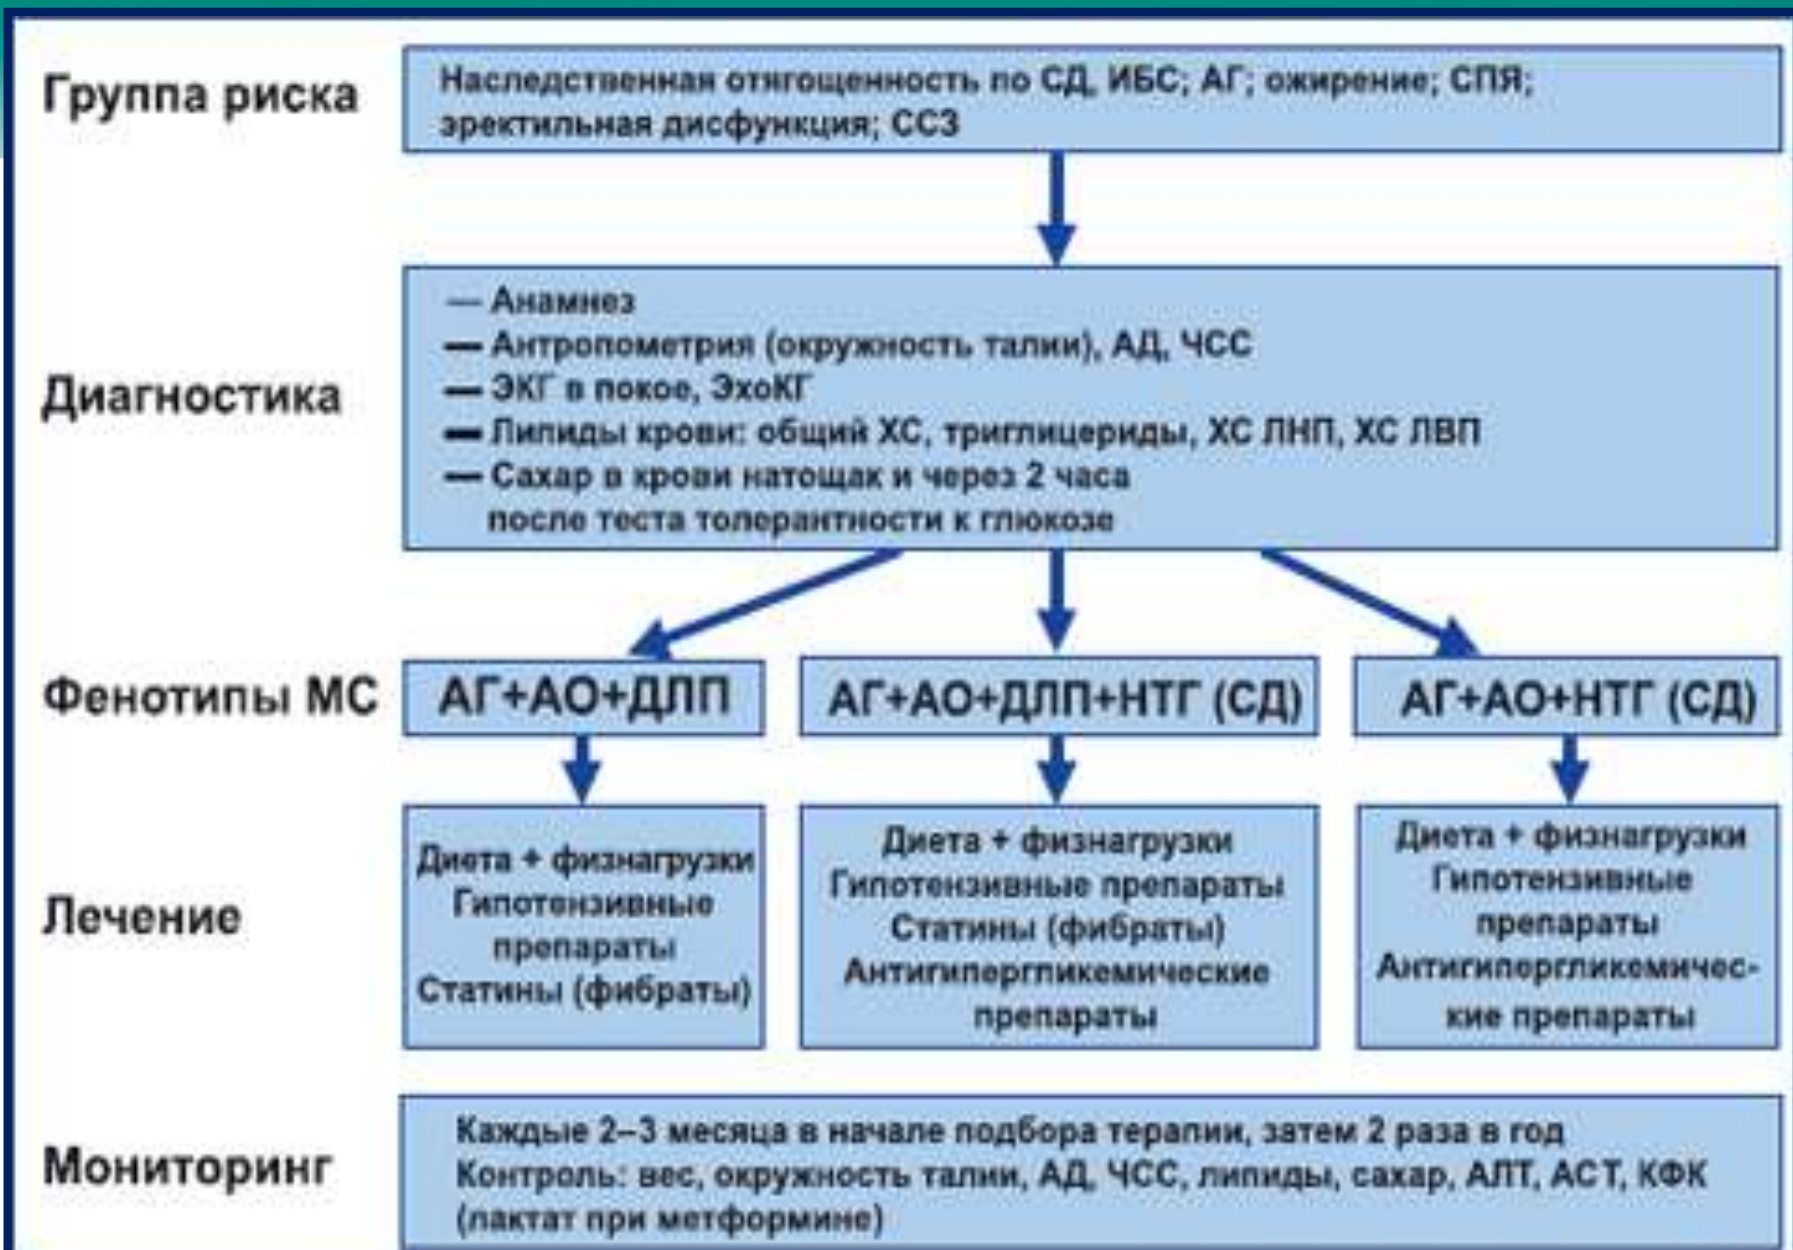 Группа риска
Наследственная отягощенность по СД, ИБС; АГ; ожирение; СПЯ;
эректильная дисфункция; ССЗ
Диагностика
— Анамнез
— Антропометрия (окружность талии), АД, ЧСС
— ЭКГ в покое, ЭхоКГ
— Липиды крови: общий ХС, триглицериды, ХС ЛНП, ХС ЛВП
— Сахар в крови натощак и через 2 часа
после теста толерантности к глюкозе
Фенотипы МС
АГ+АО+ДЛП
АГ+АО+ДЛП+НТГ (СД)
АГ+АО+НТГ (СД)
Лечение
Диета + физнагрузки
Гипотензивные
препараты
Статины (фибраты)
Диета + физнагрузки
Гипотензивные препараты
Статины (фибраты)
Антигипергликемические
препараты
Диета + физнагрузки
Гипотензивные
препараты
Антигипергликемичес-
кие препараты
Мониторинг
Каждые 2–3 месяца в начале подбора терапии, затем 2 раза в год
Контроль: вес, окружность талии, АД, ЧСС, липиды, сахар, АЛТ, АСТ, КФК
(лактат при метформине)